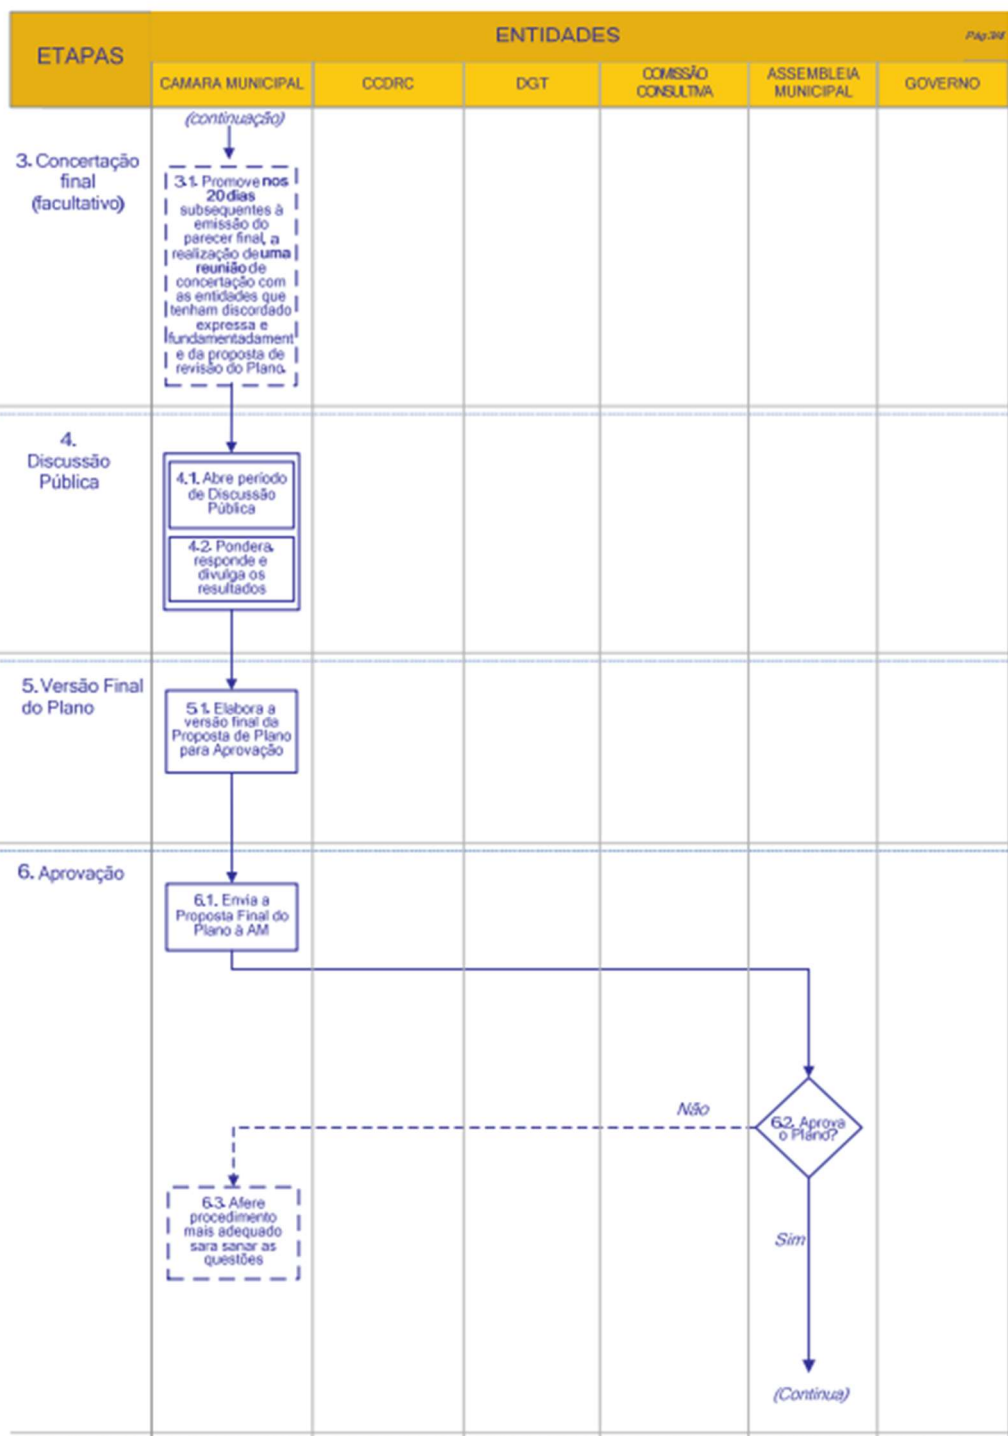 ENTIDADES
Pág.3/4
ETAPAS
CAMARA MUNICIPAL
CCDRC
DGT
COMISSÃO
CONSULTIVA
ASSEMBLEIA
MUNICIPAL
GOVERNO
(continuação)
3. Concertação
final
(facultativo)
3.1. Promove nos
20 dias
subsequentes à
emissão do
parecer final, a
realização de uma
reunião de
concertação com
as entidades que
tenham discordado
expressa e
fundamentadament
e da proposta de
revisão do Plano.
4.
Discussão
Pública
4.1. Abre período
de Discussão
Pública
4.2. Pondera,
responde e
divulga os
resultados
5. Versão Final
do Plano
5.1. Elabora a
versão final da
Proposta de Plano
para Aprovação
6. Aprovação
6.1. Envia a
Proposta Final do
Plano à AM
Não
6.2. Aprova
o Plano?
6.3. Afere
procedimento
mais adequado
sara sanar as
questões
Sim
(Continua)